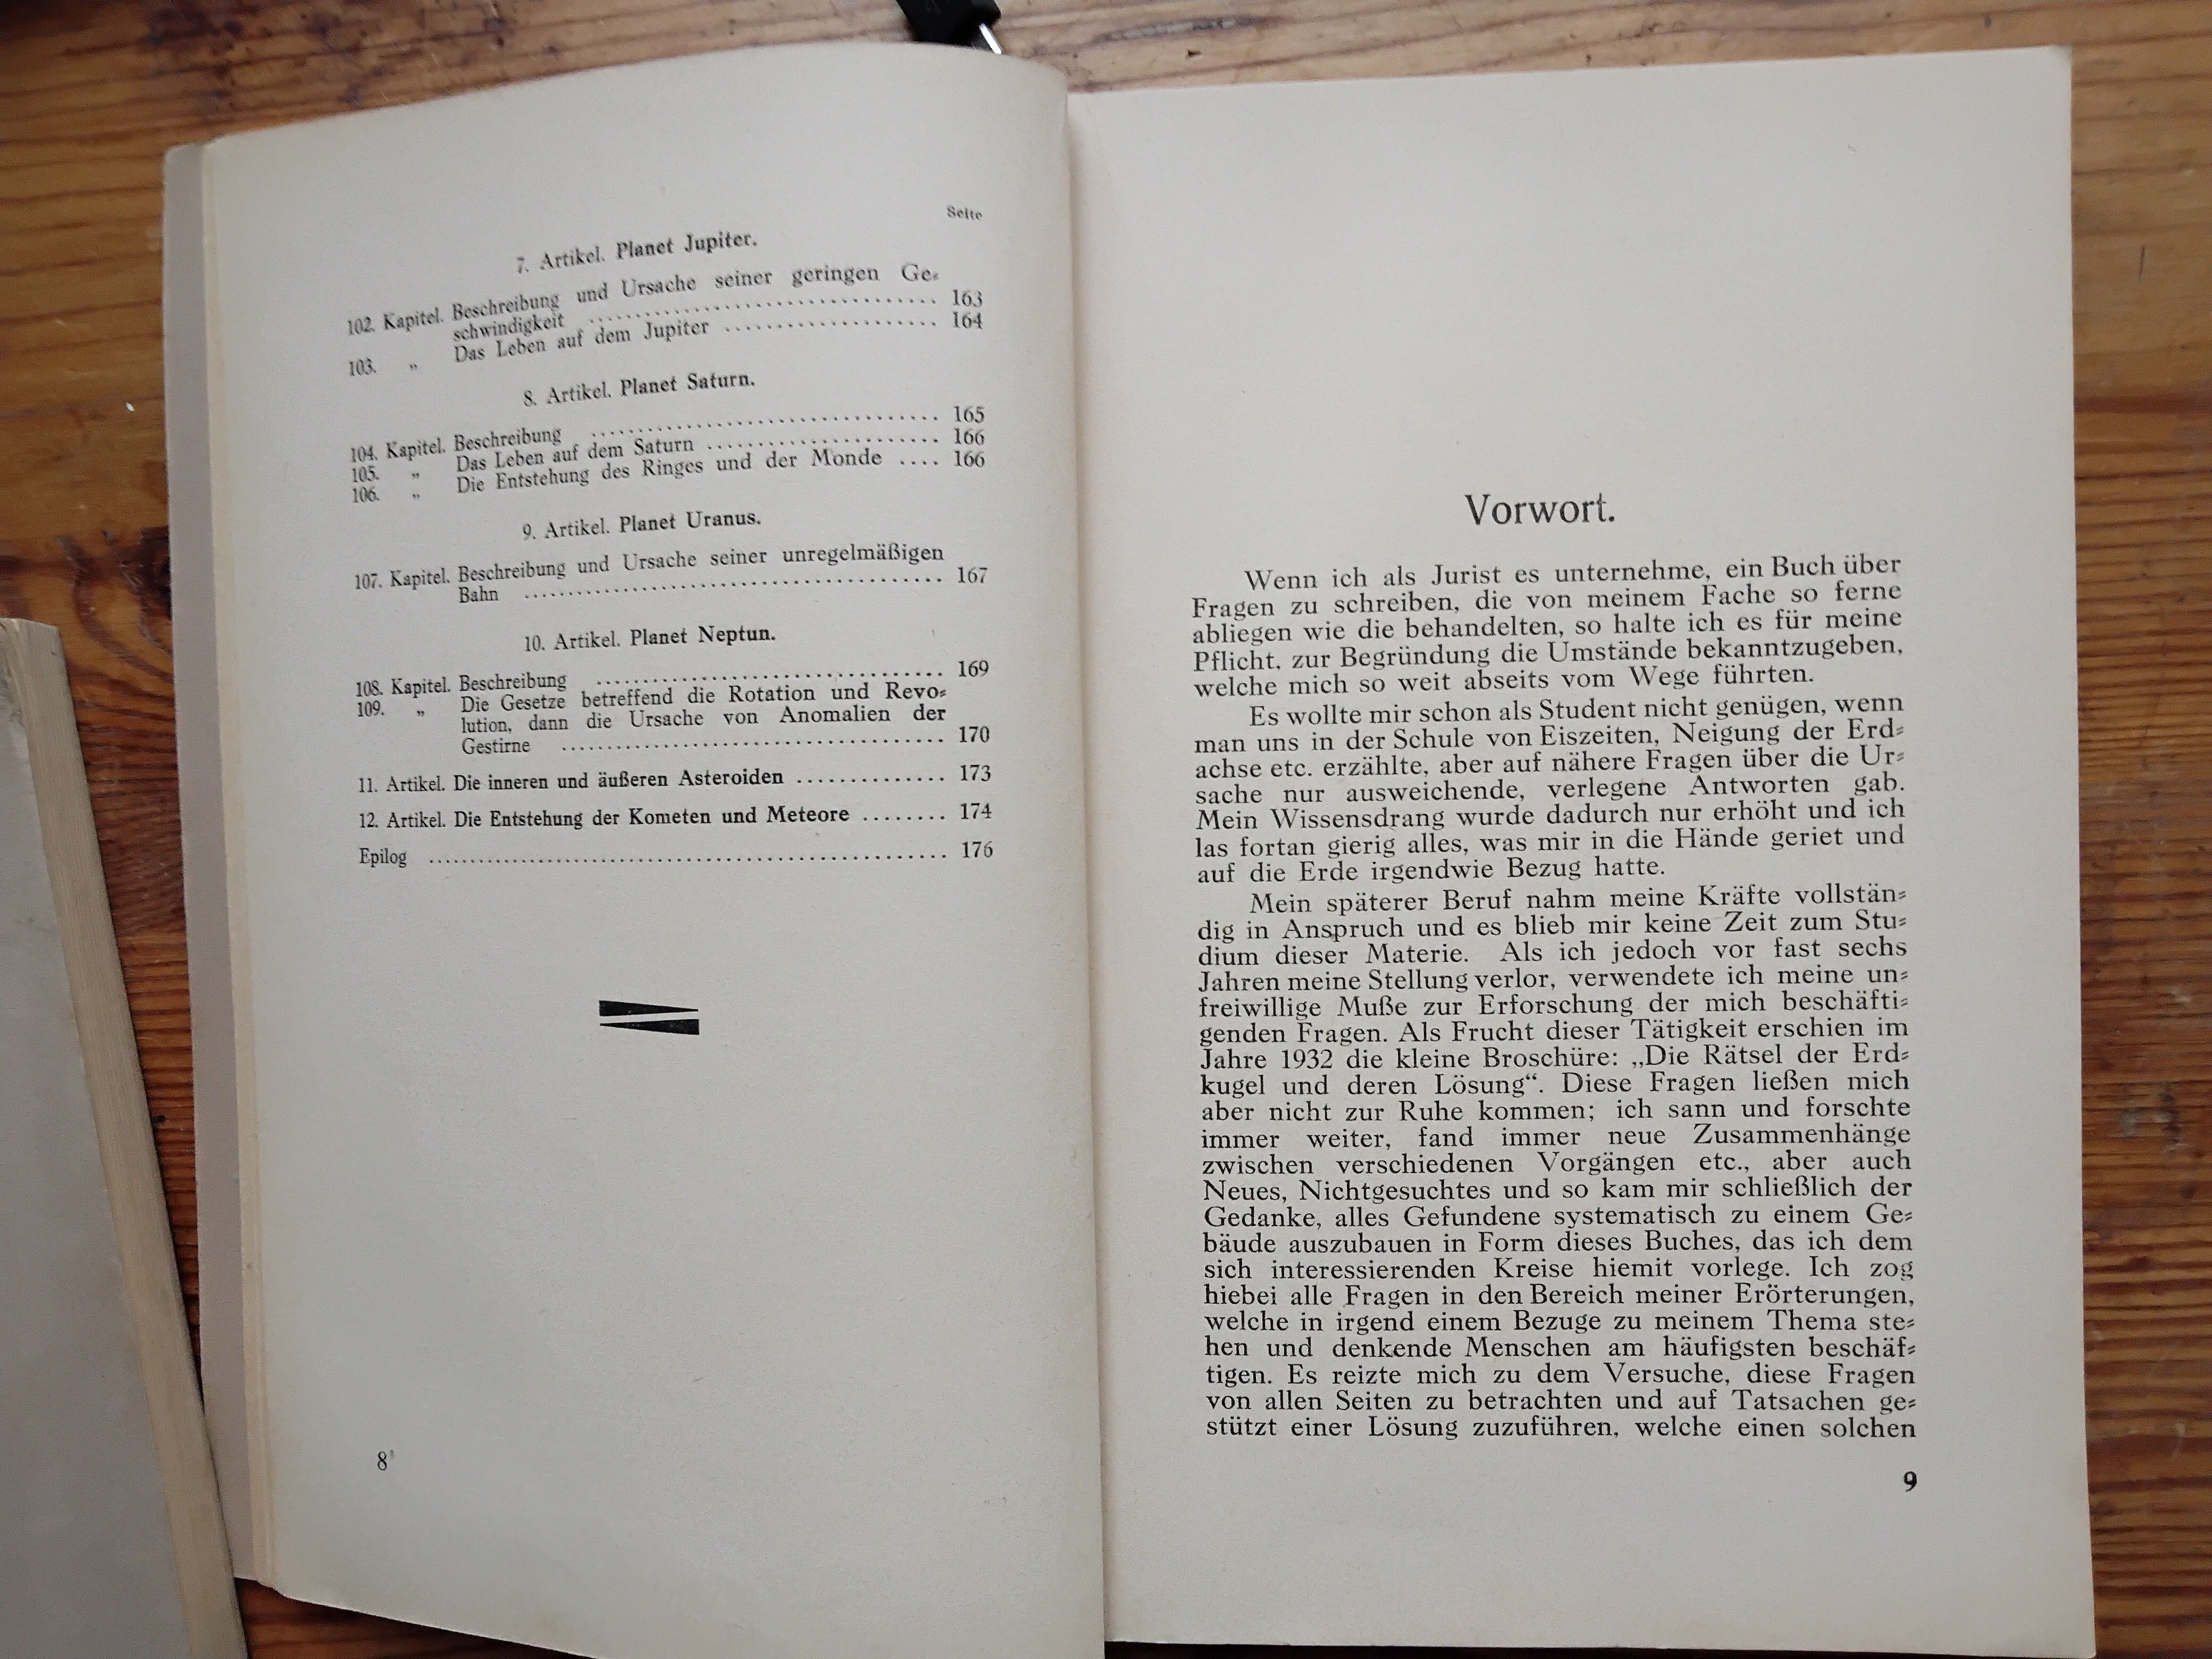 Seite
7. Artikel. Planet Jupiter.
102. Kapitel. Beschreibung und Ursache seiner geringen Ge⸗
schwindigkeit ........................................ 163
103. „ Das Leben auf dem Jupiter ........................ 164
8. Artikel. Planet Saturn.
104. Kapitel. Beschreibung ........................................ 165
105. „ Das Leben auf dem Saturn ........................ 166
106. „ Die Entstehung des Ringes und der Monde .... 166
9. Artikel. Planet Uranus.
107. Kapitel. Beschreibung und Ursache seiner unregelmäßigen
Bahn ................................................ 167
10. Artikel. Planet Neptun.
108. Kapitel. Beschreibung ........................................ 169
109. „ Die Gesetze betreffend die Rotation und Revo⸗
lution, dann die Ursache von Anomalien der
Gestirne ............................................ 170
11. Artikel. Die inneren und äußeren Asteroiden ............... 173
12. Artikel. Die Entstehung der Kometen und Meteore ........ 174
Epilog ........................................................ 176
8
Vorwort.
Wenn ich als Jurist es unternehme, ein Buch über
Fragen zu schreiben, die von meinem Fache so ferne
abliegen wie die behandelten, so halte ich es für meine
Pflicht. zur Begründung die Umstände bekanntzugeben,
welche mich so weit abseits vom Wege führten.
Es wollte mir schon als Student nicht genügen, wenn
man uns in der Schule von Eiszeiten, Neigung der Erd⸗
achse etc. erzählte, aber auf nähere Fragen über die Ur⸗
sache nur ausweichende, verlegene Antworten gab.
Mein Wissensdrang wurde dadurch nur erhöht und ich
las fortan gierig alles, was mir in die Hände geriet und
auf die Erde irgendwie Bezug hatte.
Mein späterer Beruf nahm meine Kräfte vollstän⸗
dig in Anspruch und es blieb mir keine Zeit zum Stu⸗
dium dieser Materie. Als ich jedoch vor fast sechs
Jahren meine Stellung verlor, verwendete ich meine un⸗
freiwillige Muße zur Erforschung der mich beschäfti⸗
genden Fragen. Als Frucht dieser Tätigkeit erschien im
Jahre 1932 die kleine Broschüre: „Die Rätsel der Erd⸗
kugel und deren Lösung“. Diese Fragen ließen mich
aber nicht zur Ruhe kommen; ich sann und forschte
immer weiter, fand immer neue Zusammenhänge
zwischen verschiedenen Vorgängen etc., aber auch
Neues, Nichtgesuchtes und so kam mir schließlich der
Gedanke, alles Gefundene systematisch zu einem Ge⸗
bäude auszubauen in Form dieses Buches, das ich dem
sich interessierenden Kreise hiemit vorlege. Ich zog
hiebei alle Fragen in den Bereich meiner Erörterungen,
welche in irgend einem Bezuge zu meinem Thema ste⸗
hen und denkende Menschen am häufigsten beschäf⸗
tigen. Es reizte mich zu dem Versuche, diese Fragen
von allen Seiten zu betrachten und auf Tatsachen ge⸗
stützt einer Lösung zuzuführen, welche einen solchen
9